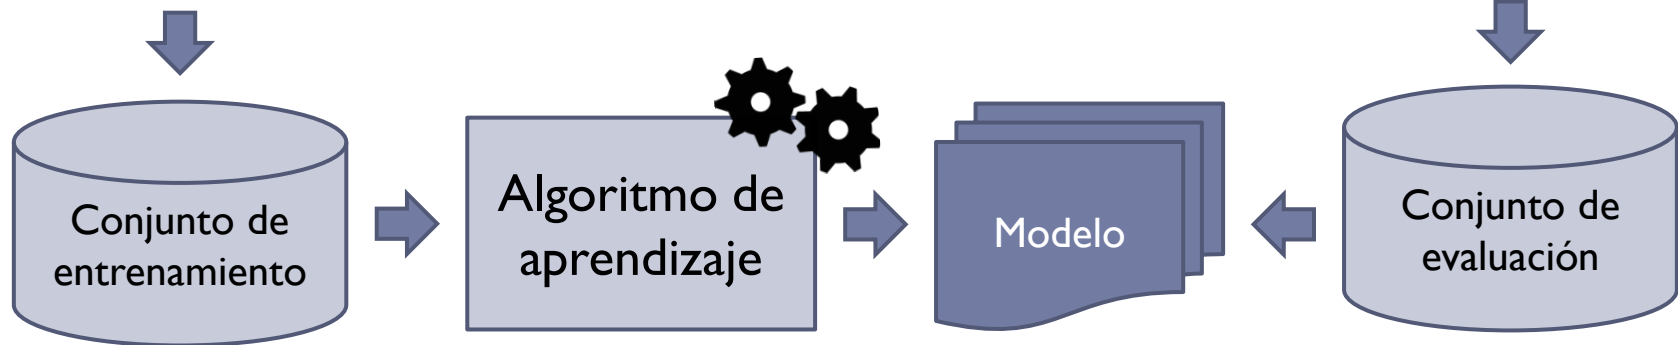 Conjunto de
entrenamiento
Algoritmo de
aprendizaje
Modelo
Conjunto de
evaluación